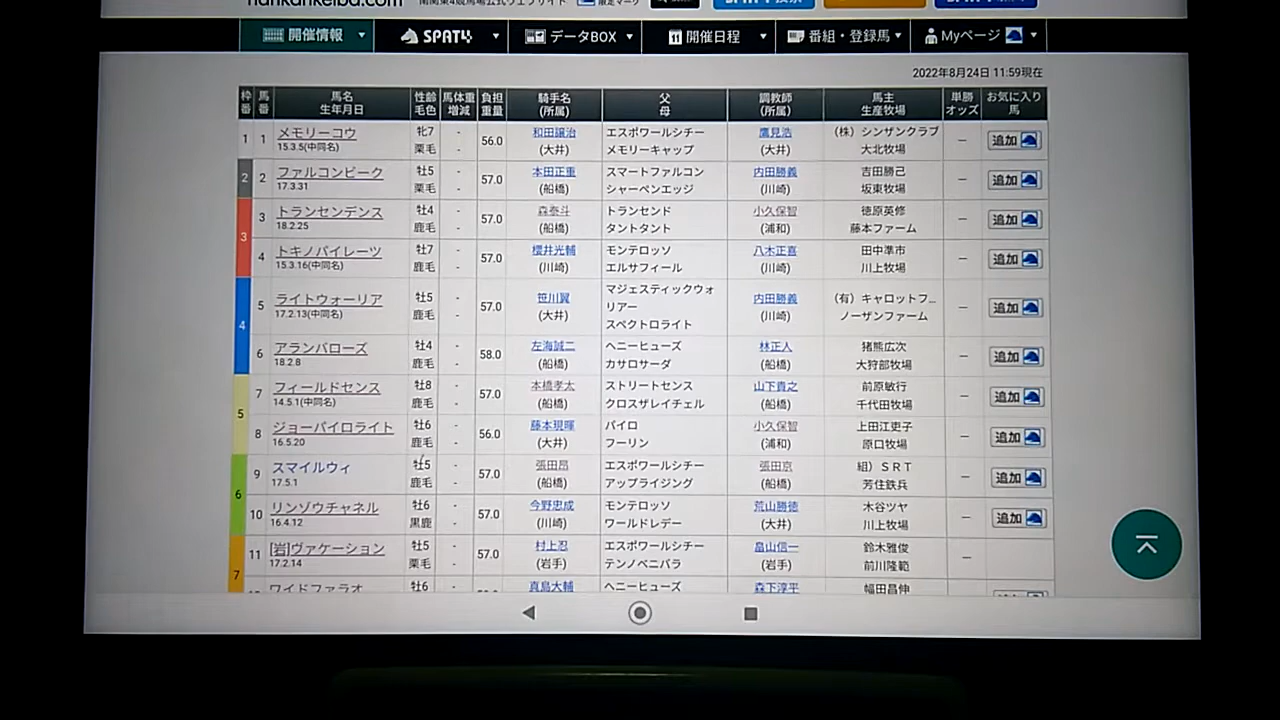 nankankeiba.com 南関東4競馬場公式ウェブサイト
開催情報 SPAT4 データBOX 開催日程 番組・登録馬 Myページ
2022年8月24日 11:59現在
枠番 馬番 馬名 生年月日 性齢 毛色 馬体重 増減 負担重量 騎手名 (所属) 父 母 調教師 (所属) 馬主 生産牧場 単勝オッズ お気に入り馬
1 1 メモリーコウ 15.3.5(中同名) 牝7 栗毛 - - 56.0 和田譲治 (大井) エスポワールシチー メモリーキャップ 鷹見浩 (大井) (株)シンザンクラブ 大北牧場 ― 追加
2 2 ファルコンビーク 17.3.31 牡5 栗毛 - - 57.0 本田正重 (船橋) スマートファルコン シャーペンエッジ 内田勝義 (川崎) 吉田勝己 坂東牧場 ― 追加
3 3 トランセンデンス 18.2.25 牡4 鹿毛 - - 57.0 森泰斗 (船橋) トランセンド タントタント 小久保智 (浦和) 徳原英修 藤本ファーム ― 追加
4 トキノパイレーツ 15.3.16(中同名) 牡7 鹿毛 - - 57.0 櫻井光輔 (川崎) モンテロッソ エルサフィール 八木正喜 (川崎) 田中準市 川上牧場 ― 追加
4 5 ライトウォーリア 17.2.13(中同名) 牡5 鹿毛 - - 57.0 笹川翼 (大井) マジェスティックウォリアー スペクトロライト 内田勝義 (川崎) (有)キャロットフ... ノーザンファーム ― 追加
6 アランバローズ 18.2.8 牡4 鹿毛 - - 58.0 左海誠二 (船橋) ヘニーヒューズ カサロサーダ 林正人 (船橋) 猪熊広次 大狩部牧場 ― 追加
5 7 フィールドセンス 14.5.1(中同名) 牡8 鹿毛 - - 57.0 本橋孝太 (船橋) ストリートセンス クロスザレイチェル 山下貴之 (船橋) 前原敏行 千代田牧場 ― 追加
8 ジョーパイロライト 16.5.20 牡6 鹿毛 - - 56.0 藤本現暉 (大井) パイロ フーリン 小久保智 (浦和) 上田江吏子 原口牧場 ― 追加
6 9 スマイルウィ 17.5.1 牡5 鹿毛 - - 57.0 張田昂 (船橋) エスポワールシチー アップライジング 張田京 (船橋) 組)SRT 芳住鉄兵 ― 追加
10 リンゾウチャネル 16.4.12 牡6 黒鹿 - - 57.0 今野忠成 (川崎) モンテロッソ ワールドレデー 荒山勝徳 (大井) 木谷ツヤ 川上牧場 ― 追加
7 11 [岩]ヴァケーション 17.2.14 牡5 栗毛 - - 57.0 村上忍 (岩手) エスポワールシチー テンノベニバラ 畠山信一 (岩手) 鈴木雅俊 前川隆範 ―
ワイドファラオ 牡6 真島大輔 ヘニーヒューズ 森下淳平 幅田昌伸